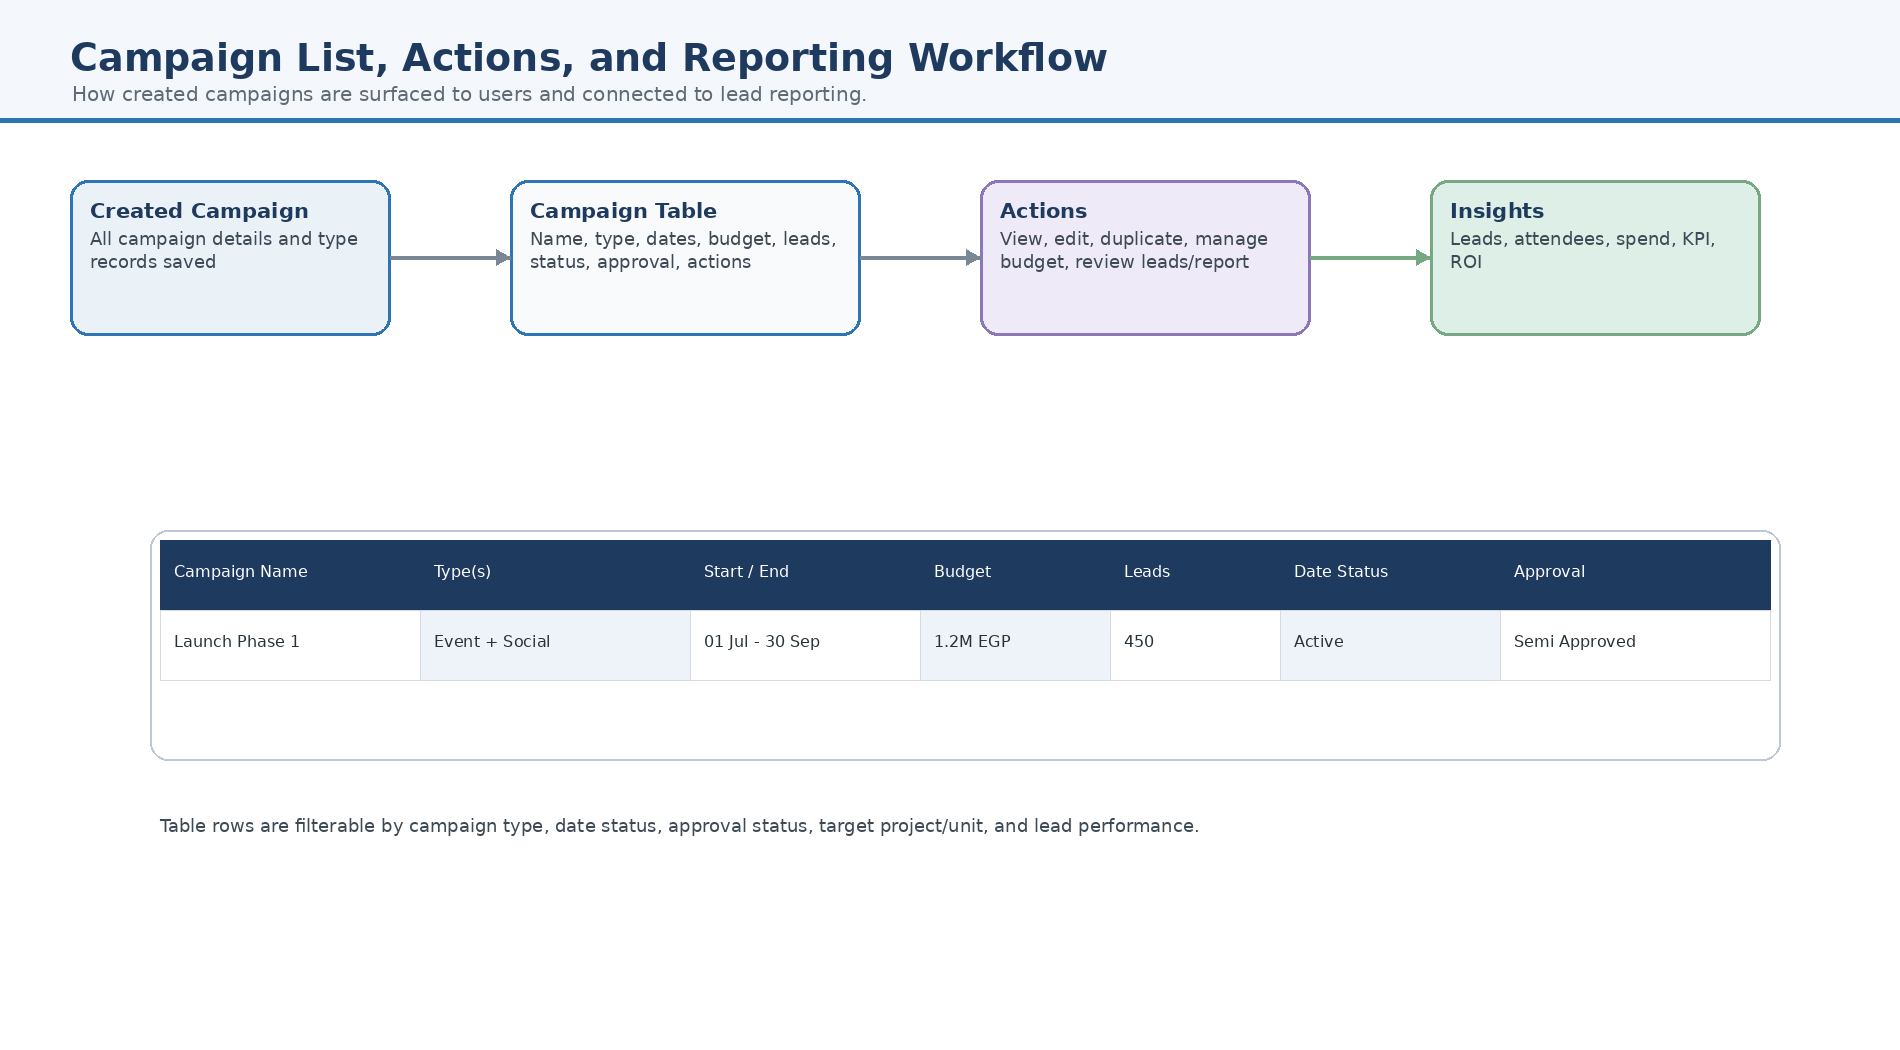 Campaign List, Actions, and Reporting Workflow
How created campaigns are surfaced to users and connected to lead reporting.
Created Campaign
All campaign details and type
records saved
Campaign Table
Name, type, dates, budget, leads,
status, approval, actions
Actions
View, edit, duplicate, manage
budget, review leads/report
Insights
Leads, attendees, spend, KPI,
ROI
Campaign Name Type(s) Start / End Budget Leads Date Status Approval
Launch Phase 1 Event + Social 01 Jul - 30 Sep 1.2M EGP 450 Active Semi Approved
Table rows are filterable by campaign type, date status, approval status, target project/unit, and lead performance.